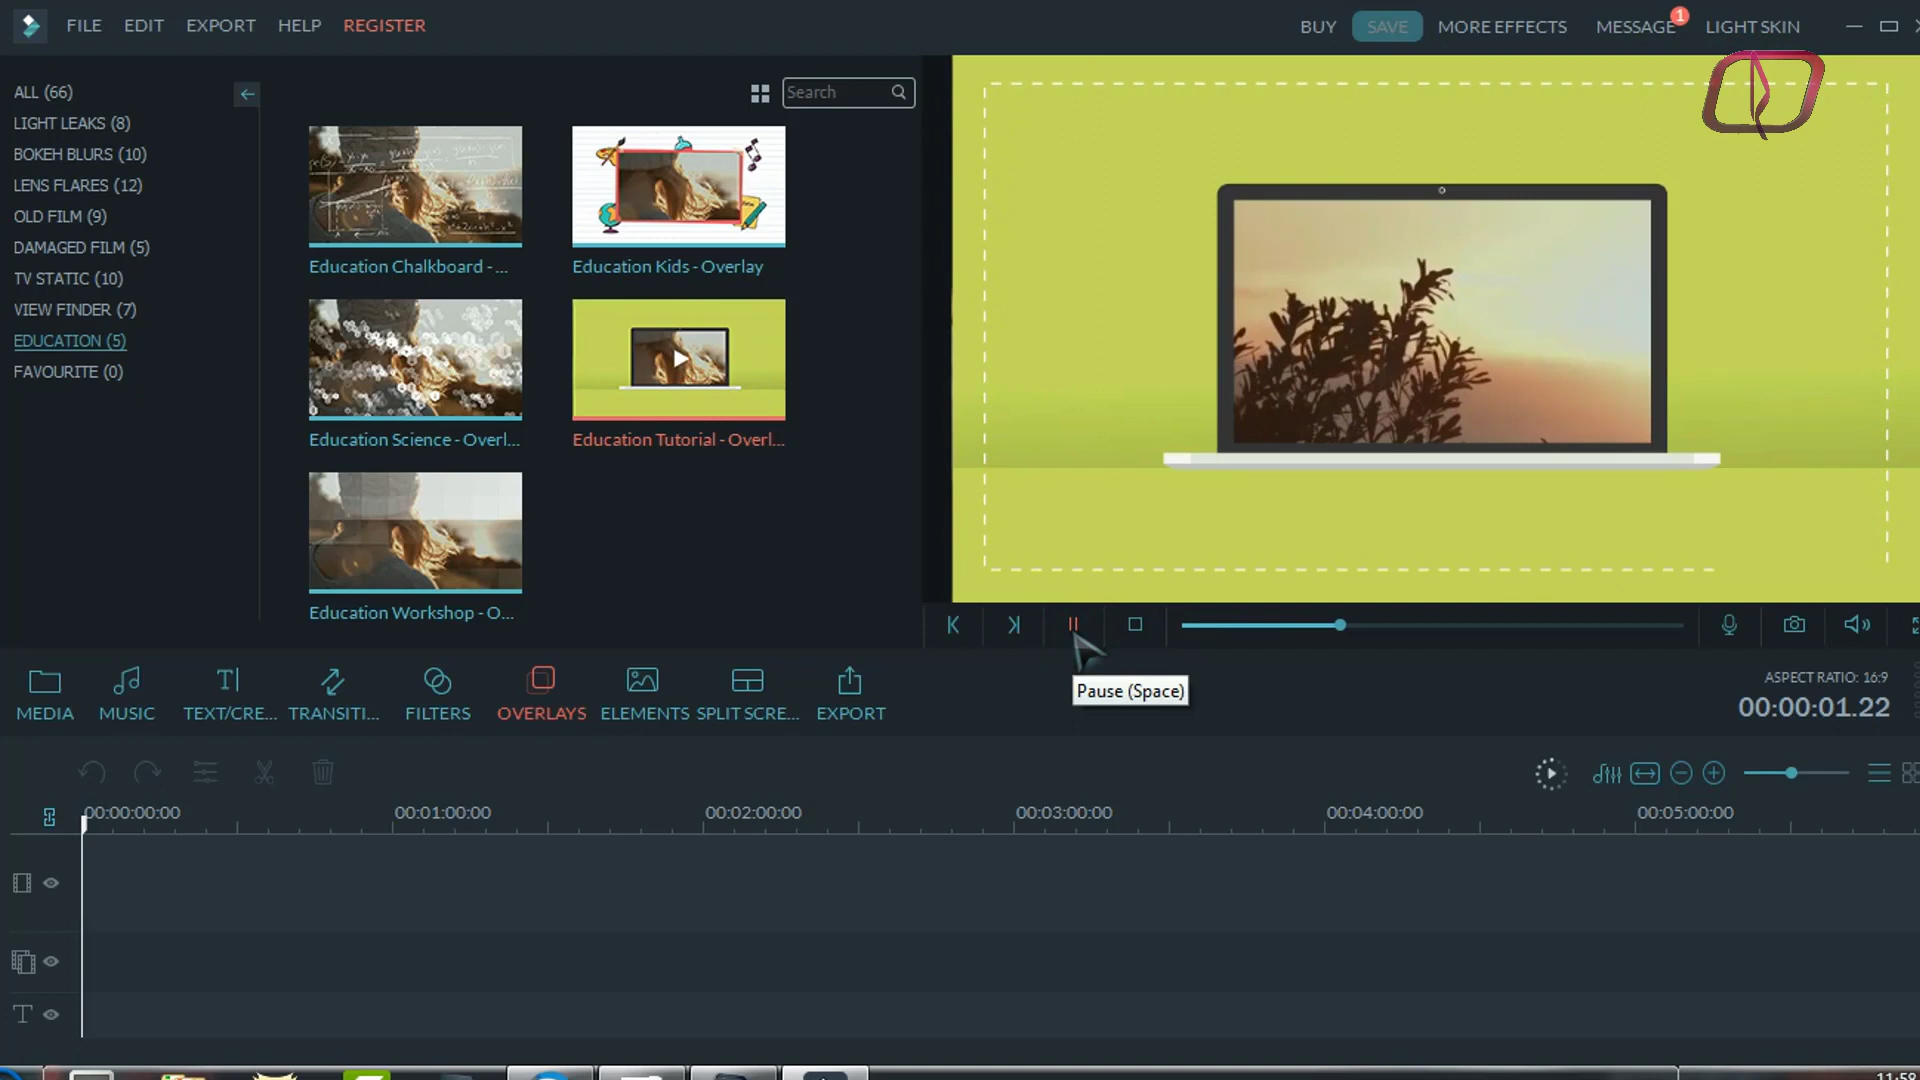 FILE EDIT EXPORT HELP REGISTER BUY SAVE MORE EFFECTS MESSAGE 1 LIGHT SKIN
ALL (66)
LIGHT LEAKS (8)
BOKEH BLURS (10)
LENS FLARES (12)
OLD FILM (9)
DAMAGED FILM (5)
TV STATIC (10)
VIEW FINDER (7)
EDUCATION (5)
FAVOURITE (0)
Search
Education Chalkboard - ...
Education Kids - Overlay
Education Science - Overl...
Education Tutorial - Overl...
Education Workshop - O...
Pause (Space)
MEDIA MUSIC TEXT/CRE... TRANSITI... FILTERS OVERLAYS ELEMENTS SPLIT SCRE... EXPORT
ASPECT RATIO: 16:9
00:00:01.22
00:00:00:00 00:01:00:00 00:02:00:00 00:03:00:00 00:04:00:00 00:05:00:00